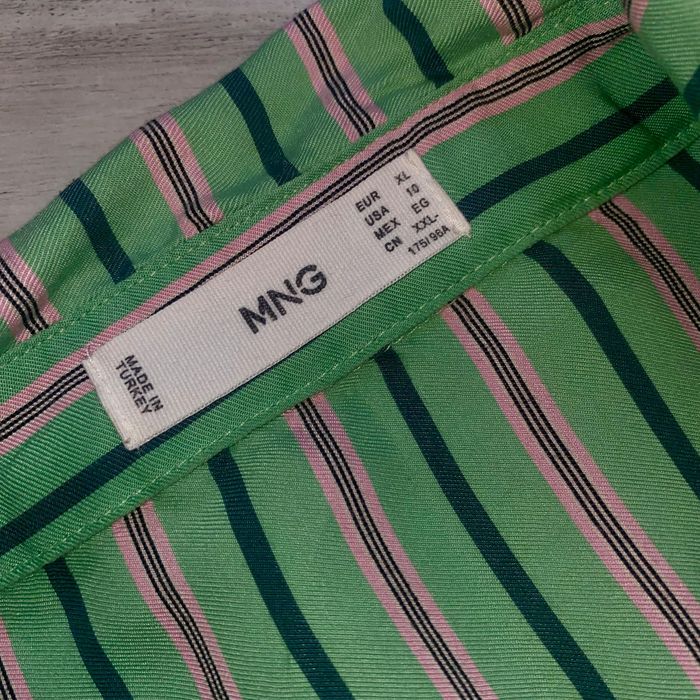 MNG
EUR XL
USA 10
MEX EG
CN XXL-
175/96A
MADE IN
TURKEY